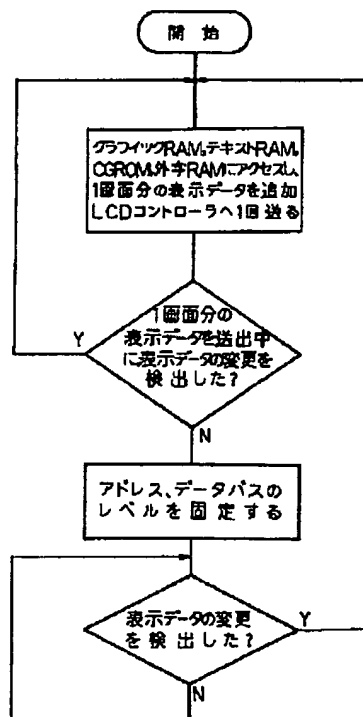 開始
グラフィックRAM,テキストRAM,
CGROM,外字RAMにアクセスし、
1画面分の表示データを追加
LCDコントローラへ1回送る
1画面分の
表示データを送出中
に表示データの変更を
検出した?
Y
N
アドレス、データバスの
レベルを固定する
表示データの変更
を検出した?
Y
N